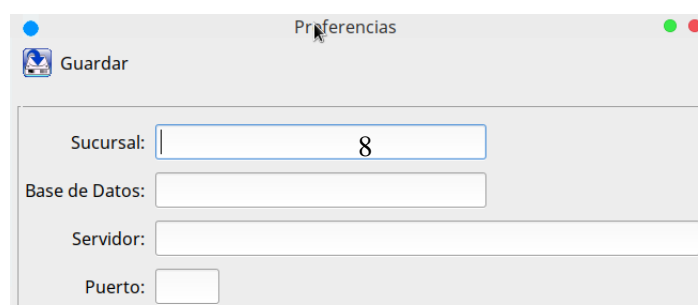 Preferencias
Guardar
Sucursal: 8
Base de Datos:
Servidor:
Puerto: